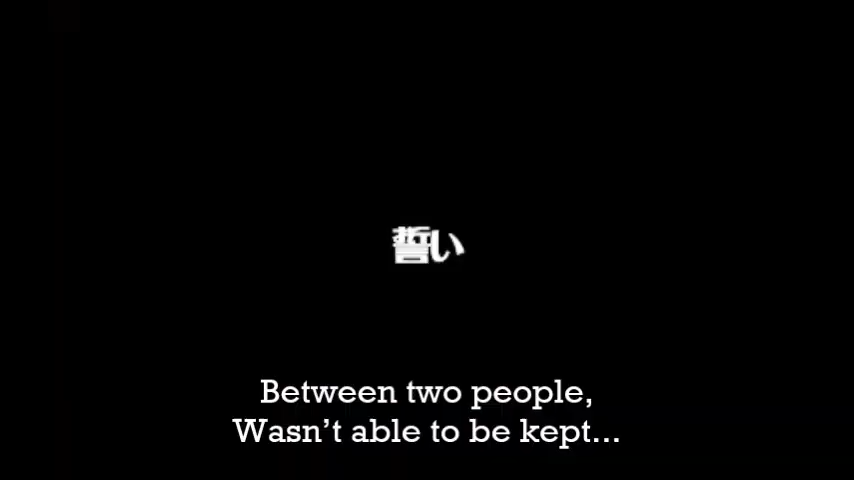 誓い
Between two people,
Wasn’t able to be kept...